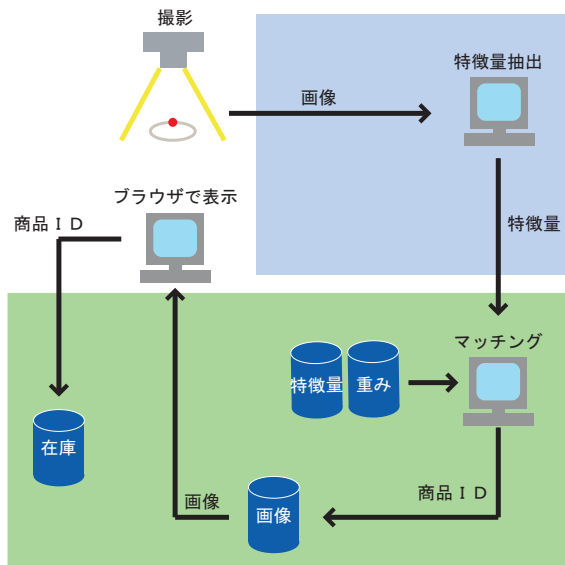 撮影
特徴量抽出
画像
ブラウザで表示
商品ＩＤ
特徴量
マッチング
特徴量
重み
在庫
商品ＩＤ
画像
画像